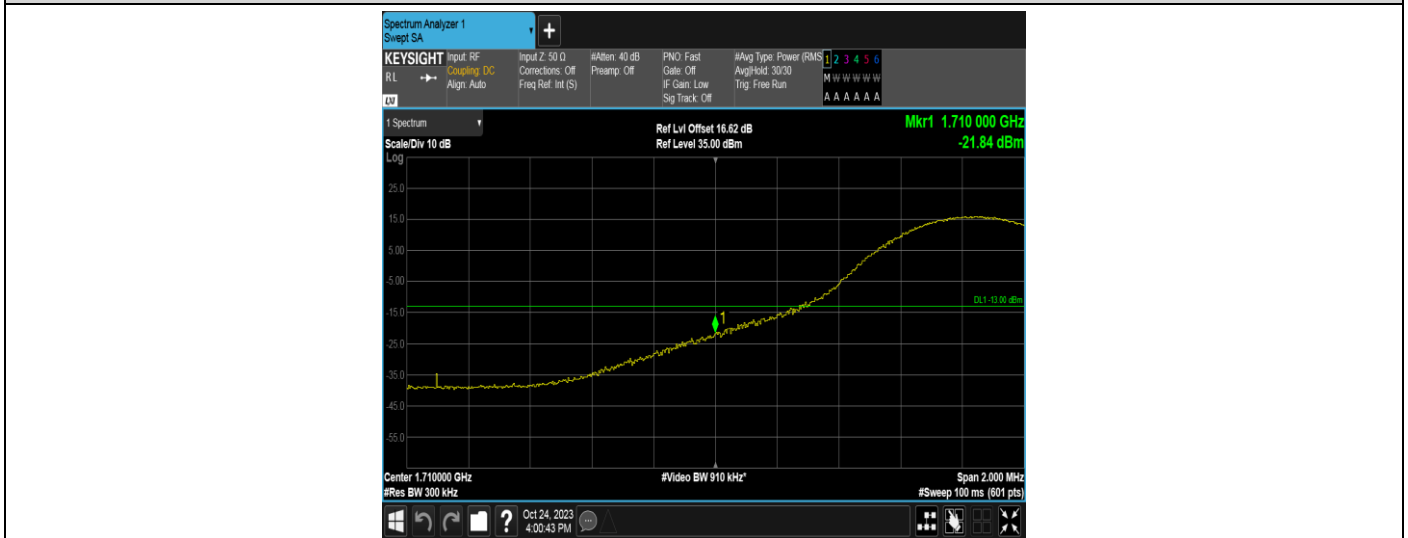 Spectrum Analyzer 1
Swept SA
+
KEYSIGHT
RL
LXI
Input: RF
Coupling: DC
Align: Auto
Input Z: 50 Ω
Corrections: Off
Freq Ref: Int (S)
#Atten: 40 dB
Preamp: Off
PNO: Fast
Gate: Off
IF Gain: Low
Sig Track: Off
#Avg Type: Power (RMS
Avg|Hold: 30/30
Trig: Free Run
1 2 3 4 5 6
M W W W W W
A A A A A A
1 Spectrum
Scale/Div 10 dB
Ref Lvl Offset 16.62 dB
Ref Level 35.00 dBm
Mkr1 1.710 000 GHz
-21.84 dBm
Log
25.0
15.0
5.00
-5.00
DL1 -13.00 dBm
-15.0
1
-25.0
-35.0
-45.0
-55.0
Center 1.710000 GHz
#Video BW 910 kHz*
Span 2.000 MHz
#Res BW 300 kHz
#Sweep 100 ms (601 pts)
?
Oct 24, 2023
4:00:43 PM